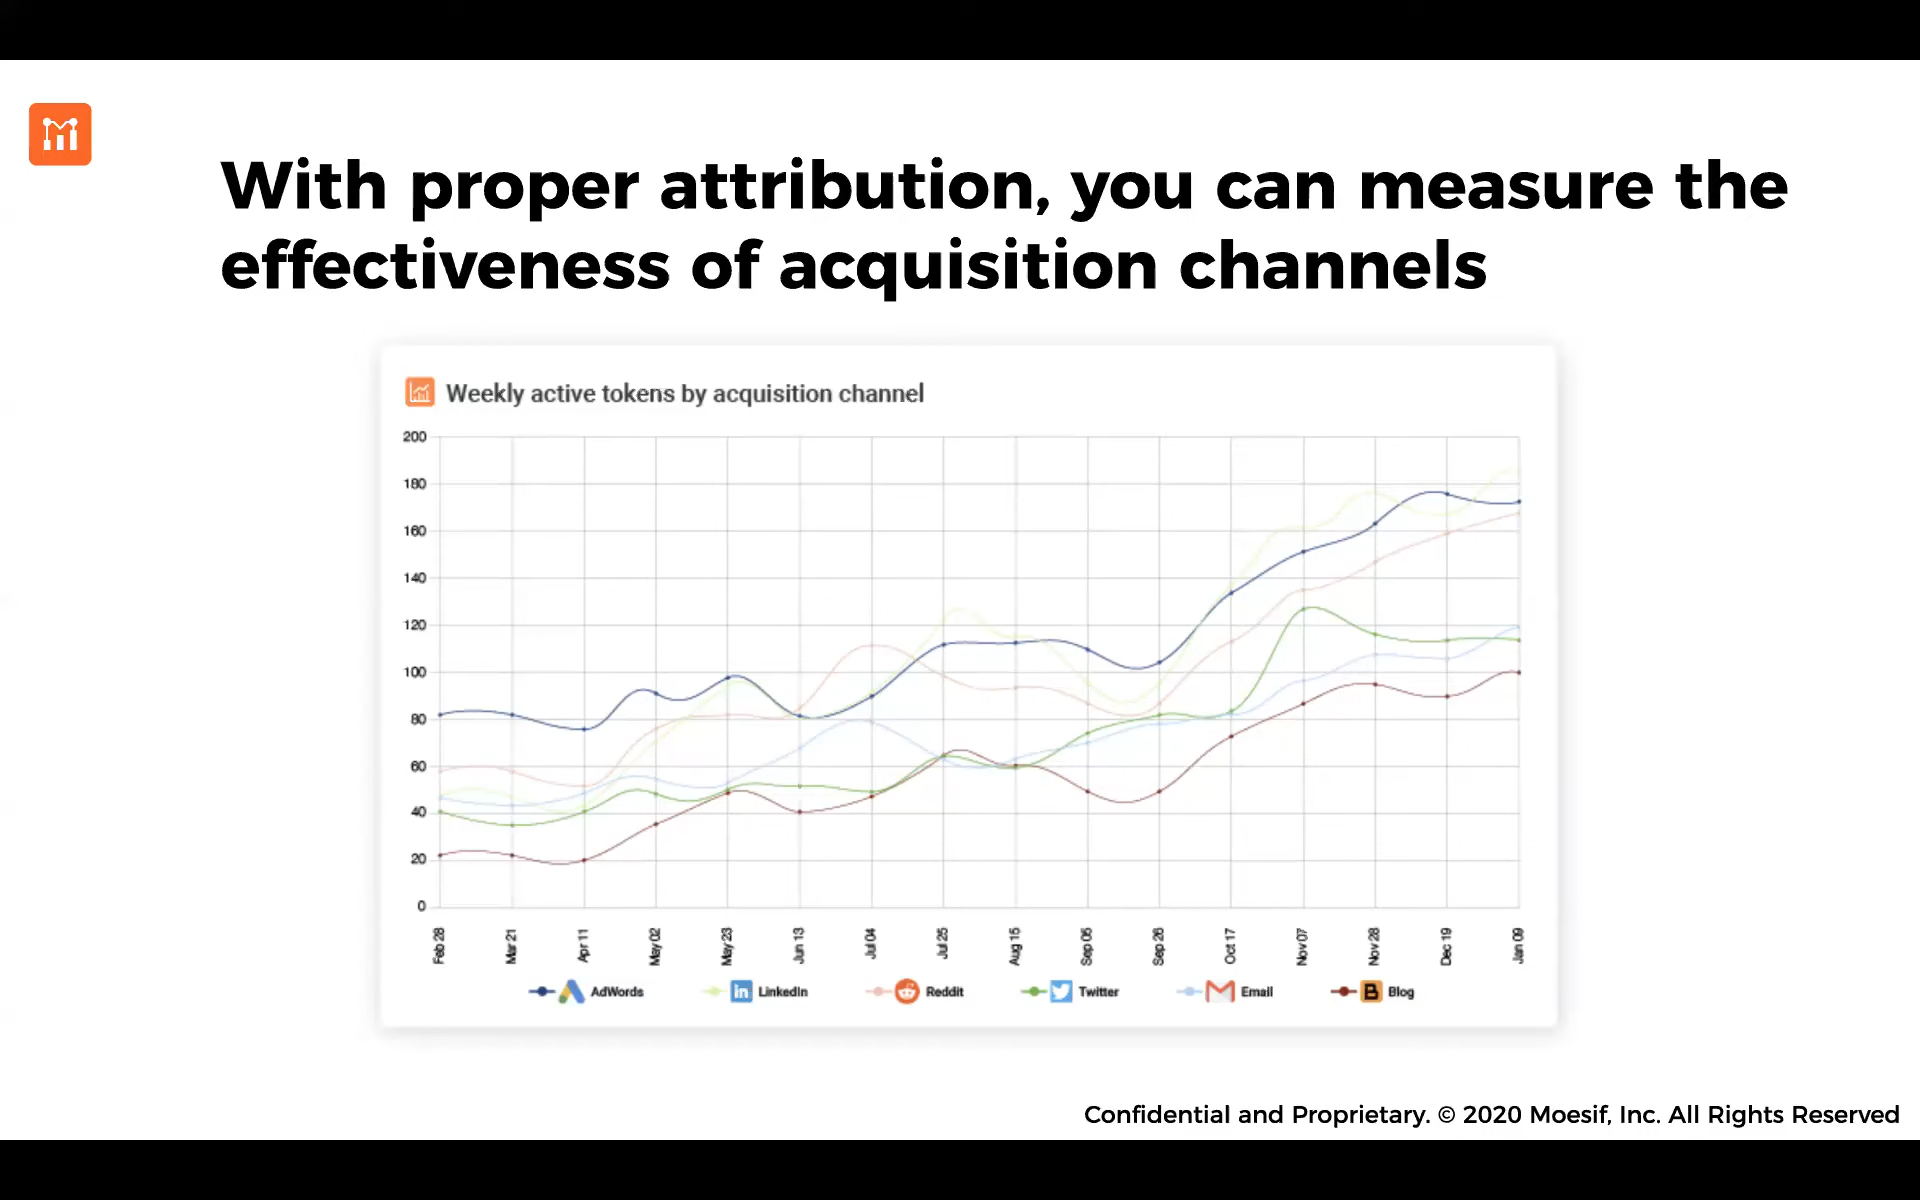 With proper attribution, you can measure the
effectiveness of acquisition channels
Weekly active tokens by acquisition channel
200
180
160
140
120
100
80
60
40
20
0
Feb 28
Mar 21
Apr 11
May 02
May 23
Jun 13
Jul 04
Jul 25
Aug 15
Sep 05
Sep 26
Oct 17
Nov 07
Nov 28
Dec 19
Jan 09
AdWords
in LinkedIn
Reddit
Twitter
Email
B Blog
Confidential and Proprietary. © 2020 Moesif, Inc. All Rights Reserved